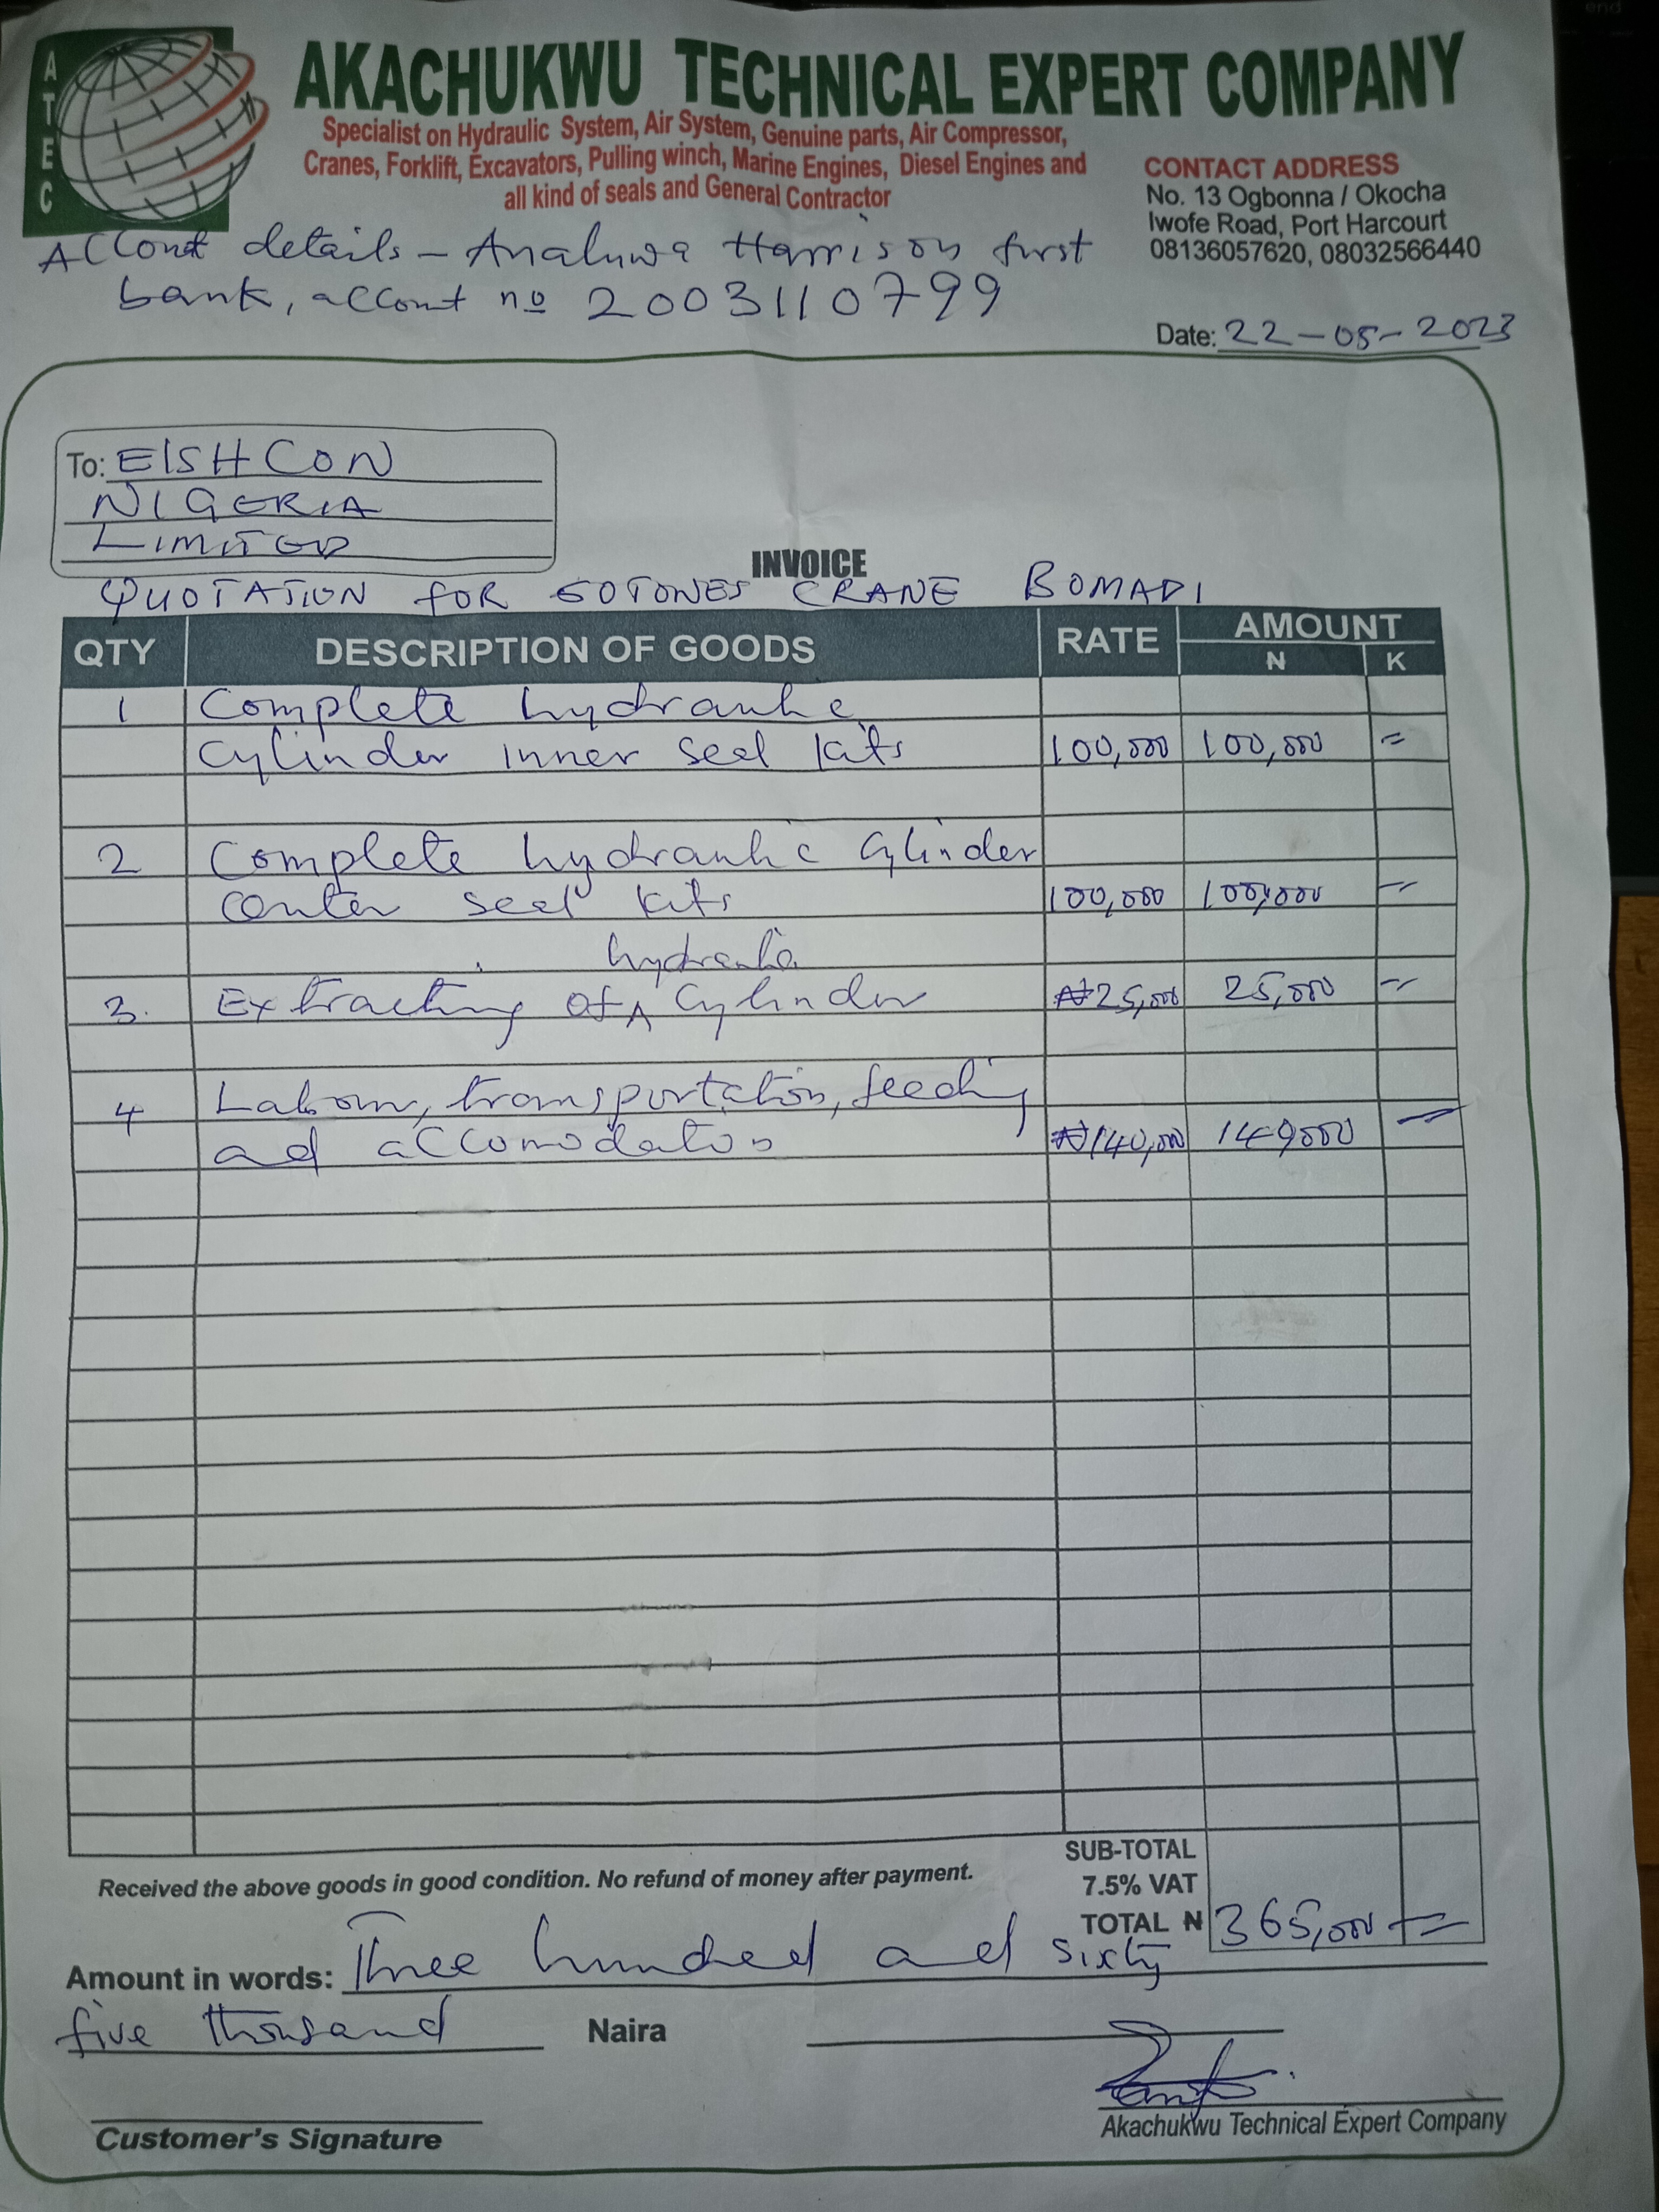 ATEC
AKACHUKWU TECHNICAL EXPERT COMPANY
Specialist on Hydraulic System, Air System, Genuine parts, Air Compressor,
Cranes, Forklift, Excavators, Pulling winch, Marine Engines, Diesel Engines and
all kind of seals and General Contractor
CONTACT ADDRESS
No. 13 Ogbonna / Okocha
Iwofe Road, Port Harcourt
08136057620, 08032566440
Account details - Harrison first
bank, account no 2003110799
Date: 22-05-2023
To: EISHCON
NIGERIA
LIMITED
INVOICE
QUOTATION FOR 50TONES CRANE BOMADI
QTY DESCRIPTION OF GOODS RATE AMOUNT
N K
1 Complete hydraulic
Cylinder inner seal kits 100,000 100,000 =
2 Complete hydraulic Cylinder
center seal kits 100,000 100,000 =
hydraulic
3. Extracting of Cylinder ₦25,000 25,000 =
4 Labour, transportation, feeding
ad accomodation ₦140,000 140,000 —
SUB-TOTAL
Received the above goods in good condition. No refund of money after payment.
7.5% VAT
TOTAL ₦ 365,000 =
Amount in words: Three hundred ad sixty
five thousand Naira
Customer's Signature
Akachukwu Technical Expert Company